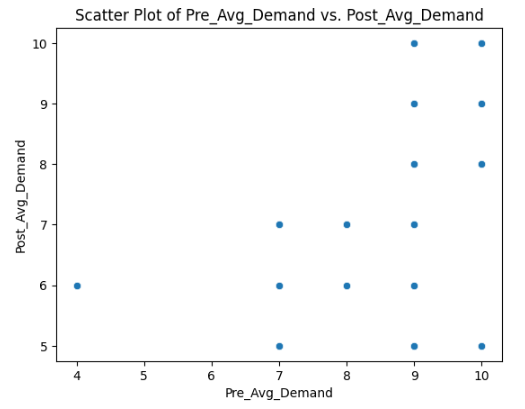 Scatter Plot of Pre_Avg_Demand vs. Post_Avg_Demand
10
9
8
7
6
5
Post_Avg_Demand
4 5 6 7 8 9 10
Pre_Avg_Demand